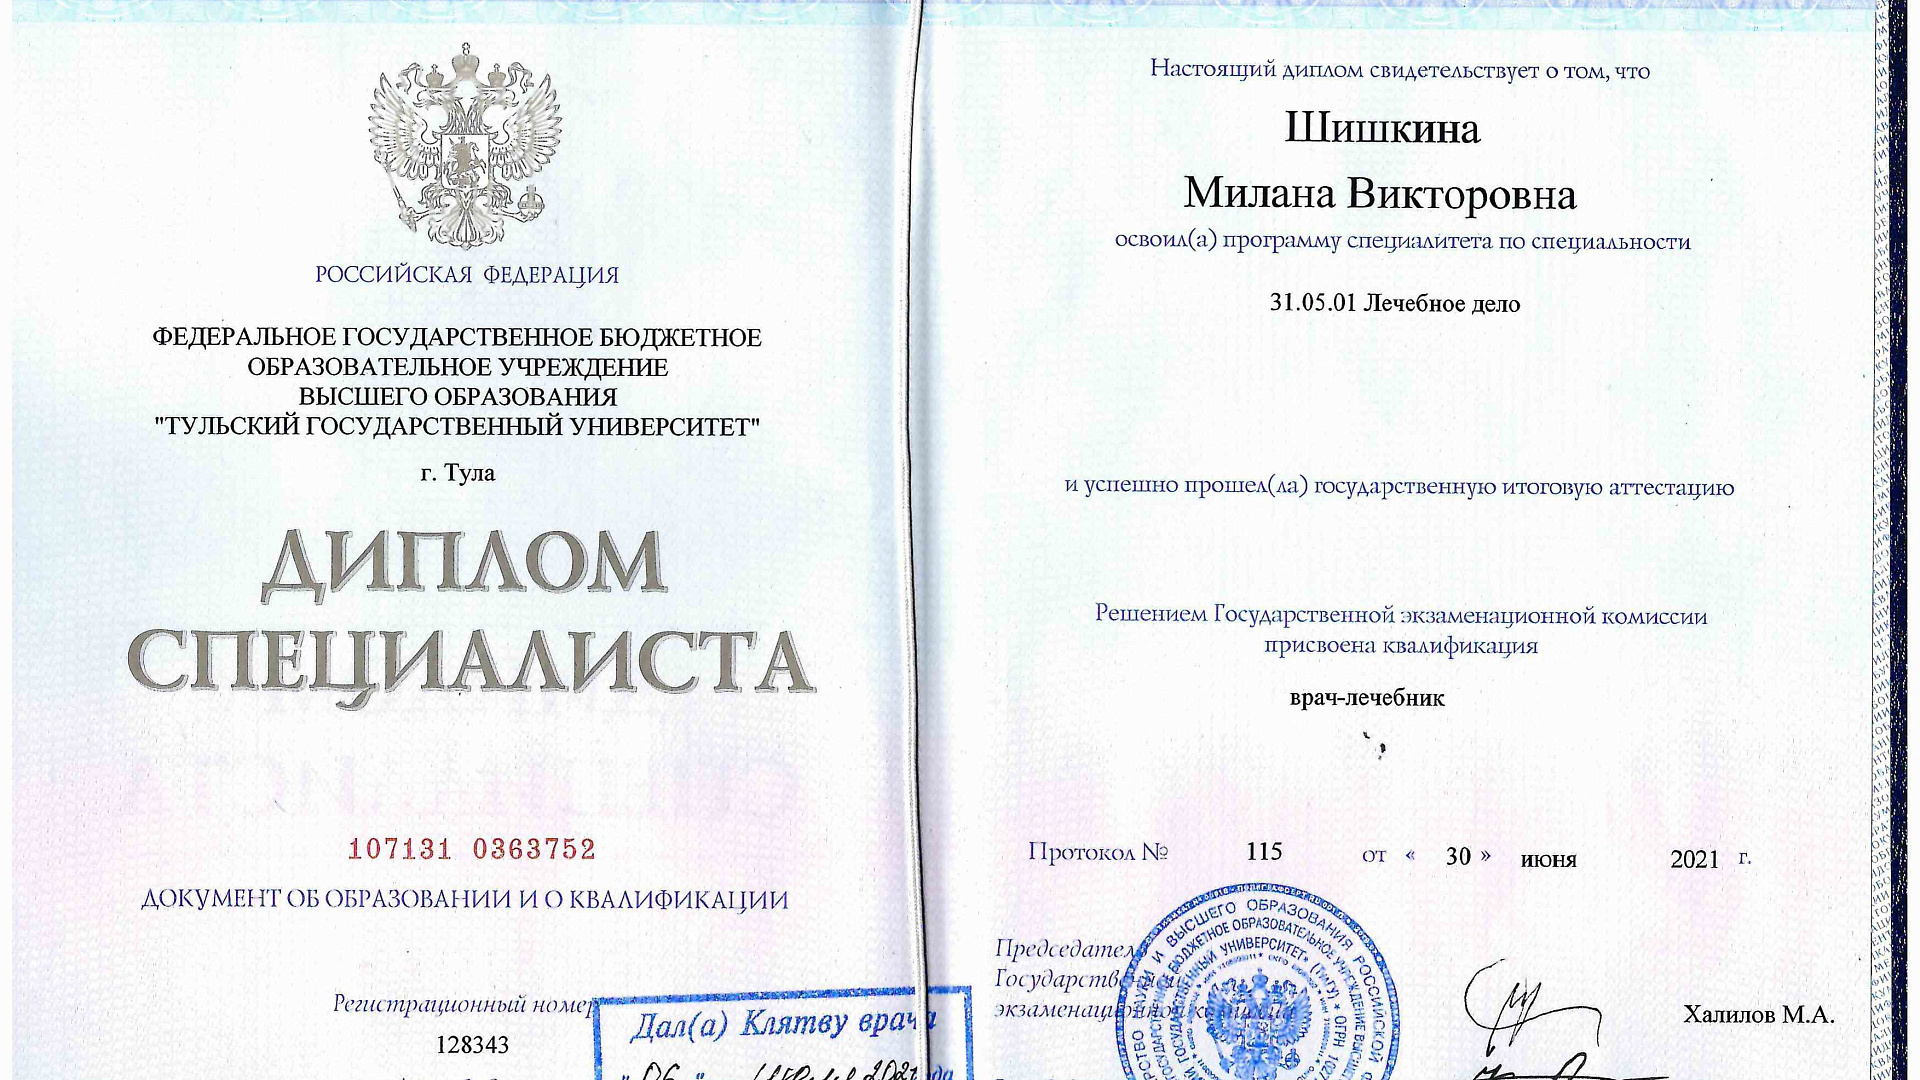 РОССИЙСКАЯ ФЕДЕРАЦИЯ
ФЕДЕРАЛЬНОЕ ГОСУДАРСТВЕННОЕ БЮДЖЕТНОЕ
ОБРАЗОВАТЕЛЬНОЕ УЧРЕЖДЕНИЕ
ВЫСШЕГО ОБРАЗОВАНИЯ
"ТУЛЬСКИЙ ГОСУДАРСТВЕННЫЙ УНИВЕРСИТЕТ"
г. Тула
ДИПЛОМ
СПЕЦИАЛИСТА
107131 0363752
ДОКУМЕНТ ОБ ОБРАЗОВАНИИ И О КВАЛИФИКАЦИИ
Регистрационный номер
128343
Дал(а) Клятву врача
"06" 2021 года
Настоящий диплом свидетельствует о том, что
Шишкина
Милана Викторовна
освоил(а) программу специалитета по специальности
31.05.01 Лечебное дело
и успешно прошел(ла) государственную итоговую аттестацию
Решением Государственной экзаменационной комиссии
присвоена квалификация
врач-лечебник
Протокол № 115 от « 30 » июня 2021 г.
Председатель
Государственной
экзаменационной комиссии
Халилов М.А.